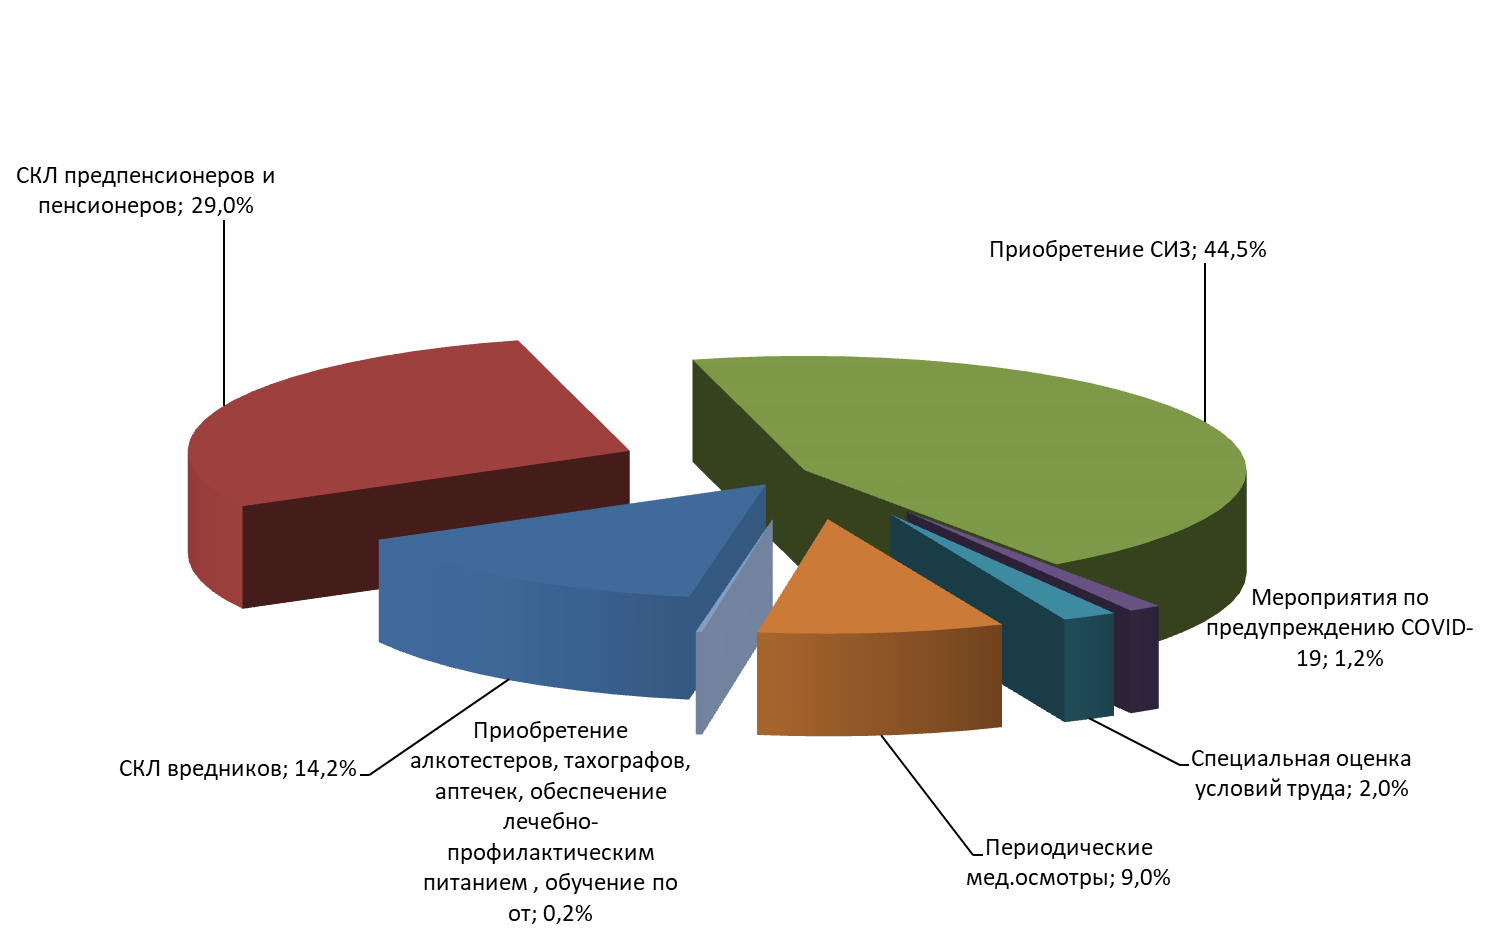 СКЛ предпенсионеров и
пенсионеров; 29,0%
Приобретение СИЗ; 44,5%
Мероприятия по
предупреждению COVID-
19; 1,2%
Специальная оценка
условий труда; 2,0%
Периодические
мед.осмотры; 9,0%
Приобретение
алкотестеров, тахографов,
аптечек, обеспечение
лечебно-
профилактическим
питанием , обучение по
от; 0,2%
СКЛ вредников; 14,2%